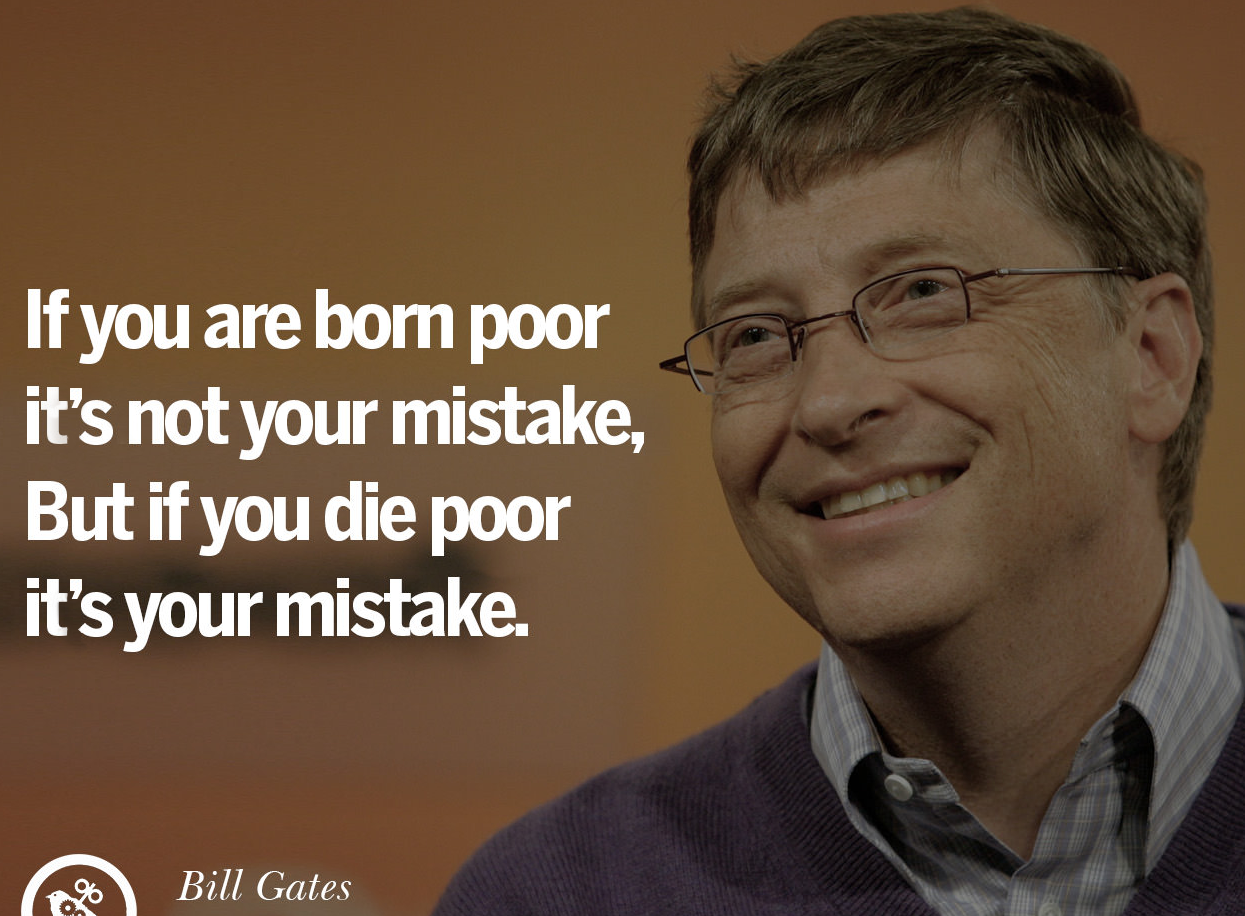 If you are born poor
it’s not your mistake,
But if you die poor
it’s your mistake.
Bill Gates